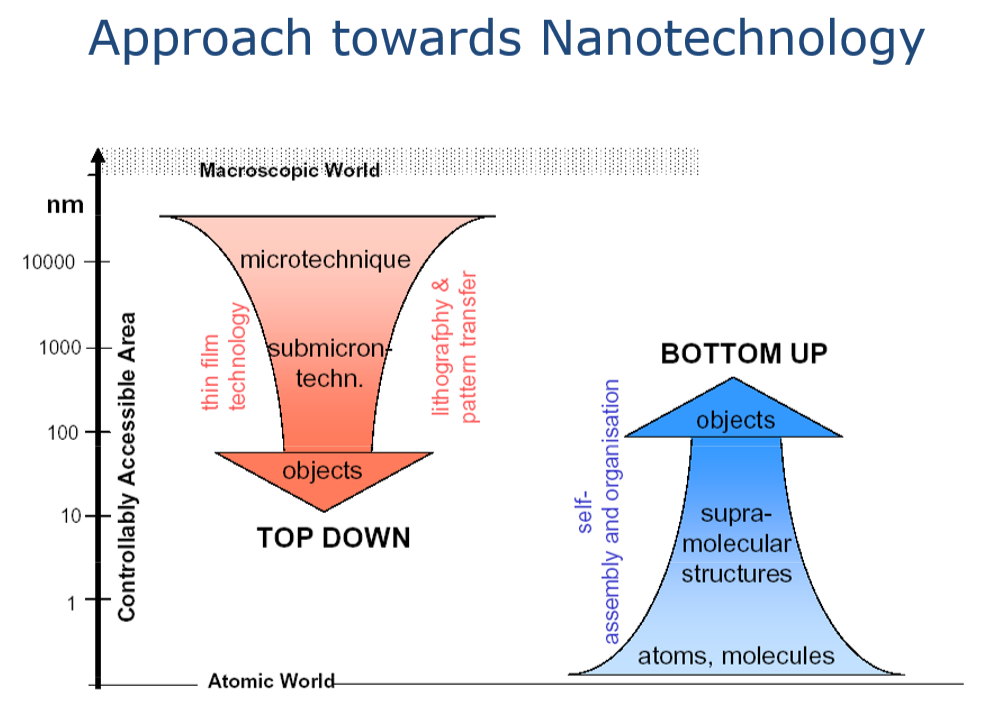 Approach towards Nanotechnology
Macroscopic World
nm
10000
1000
100
10
1
Controllably Accessible Area
thin film
technology
microtechnique
submicron-
techn.
objects
lithografphy &
pattern transfer
TOP DOWN
BOTTOM UP
objects
self-
assembly and organisation
supra-
molecular
structures
atoms, molecules
Atomic World